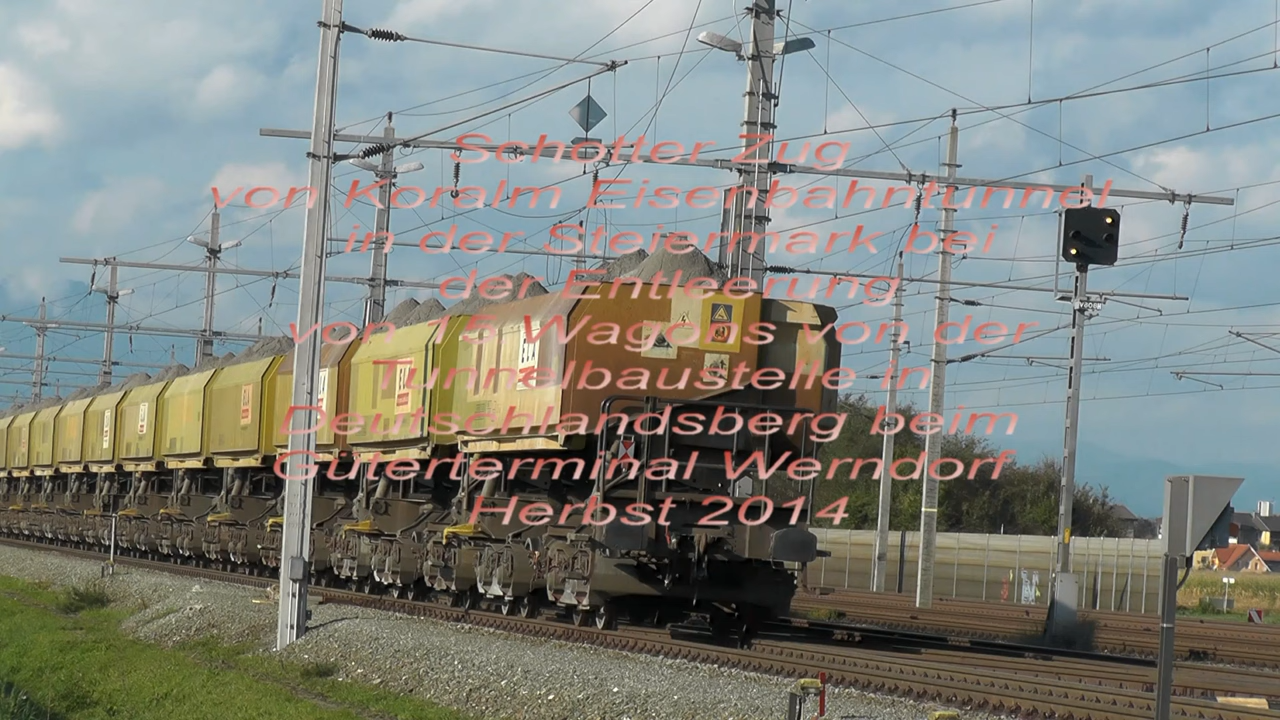 Schotter Zug
von Koralm Eisenbahntunnel
in der Steiermark bei
der Entleerung
von 15 Wagons von der
Tunnelbaustelle in
Deutschlandsberg beim
Güterterminal Werndorf
Herbst 2014